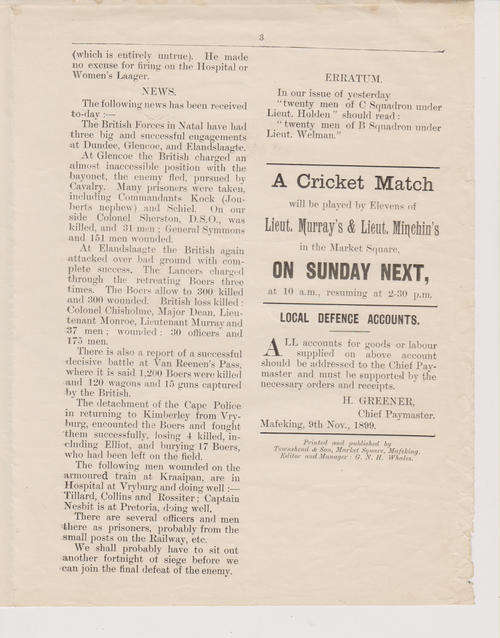 3
(which is entirely untrue). He made
no excuse for firing on the Hospital or
Women's Laager.
NEWS.
The following news has been received
to-day :—
The British Forces in Natal have had
three big and successful engagements
at Dundee, Glencoe, and Elandslaagte.
At Glencoe the British charged an
almost inaccessible position with the
bayonet, the enemy fled, pursued by
Cavalry. Many prisoners were taken,
including Commandants Kock (Jou-
berts nephew) and Schiel. On our
side Colonel Sherston, D.S.O., was
killed, and 31 men ; General Symmons
and 151 men wounded.
At Elandslaagte the British again
attacked over bad ground with com-
plete success. The Lancers charged
through the retreating Boers three
times. The Boers allow to 300 killed
and 300 wounded. British loss killed :
Colonel Chisholme, Major Dean, Lieu-
tenant Monroe, Lieutenant Murray and
37 men ; wounded : 30 officers and
175 men.
There is also a report of a successful
decisive battle at Van Reenen's Pass,
where it is said 1,200 Boers were killed
and 120 wagons and 15 guns captured
by the British.
The detachment of the Cape Police
in returning to Kimberley from Vry-
burg, encounted the Boers and fought
them successfully, losing 4 killed, in-
cluding Elliot, and burying 17 Boers,
who had been left on the field.
The following men wounded on the
armoured train at Kraaipan, are in
Hospital at Vryburg and doing well :—
Tillard, Collins and Rossiter ; Captain
Nesbit is at Pretoria, doing well.
There are several officers and men
there as prisoners, probably from the
small posts on the Railway, etc.
We shall probably have to sit out
another fortnight of siege before we
can join the final defeat of the enemy.
ERRATUM.
In our issue of yesterday
"twenty men of C Squadron under
Lieut. Holden" should read :
"twenty men of B Squadron under
Lieut. Welman."
A Cricket Match
will be played by Elevens of
Lieut. Murray's & Lieut. Minchin's
in the Market Square,
ON SUNDAY NEXT,
at 10 a.m., resuming at 2-30 p.m.
LOCAL DEFENCE ACCOUNTS.
ALL accounts for goods or labour
supplied on above account
should be addressed to the Chief Pay-
master and must be supported by the
necessary orders and receipts.
H. GREENER,
Chief Paymaster.
Mafeking, 9th Nov., 1899.
Printed and published by
Townshend & Son, Market Square, Mafeking.
Editor and Manager : G. N. H. Whales.